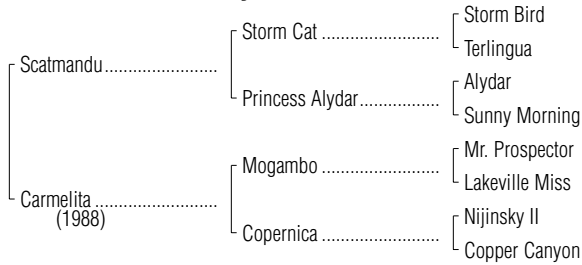 Storm Bird
Storm Cat ..............................
Terlingua
Scatmandu.......................
Alydar
Princess Alydar....................
Sunny Morning
Mr. Prospector
Mogambo ..............................
Lakeville Miss
Carmelita .........................
(1988)
Nijinsky II
Copernica ..............................
Copper Canyon